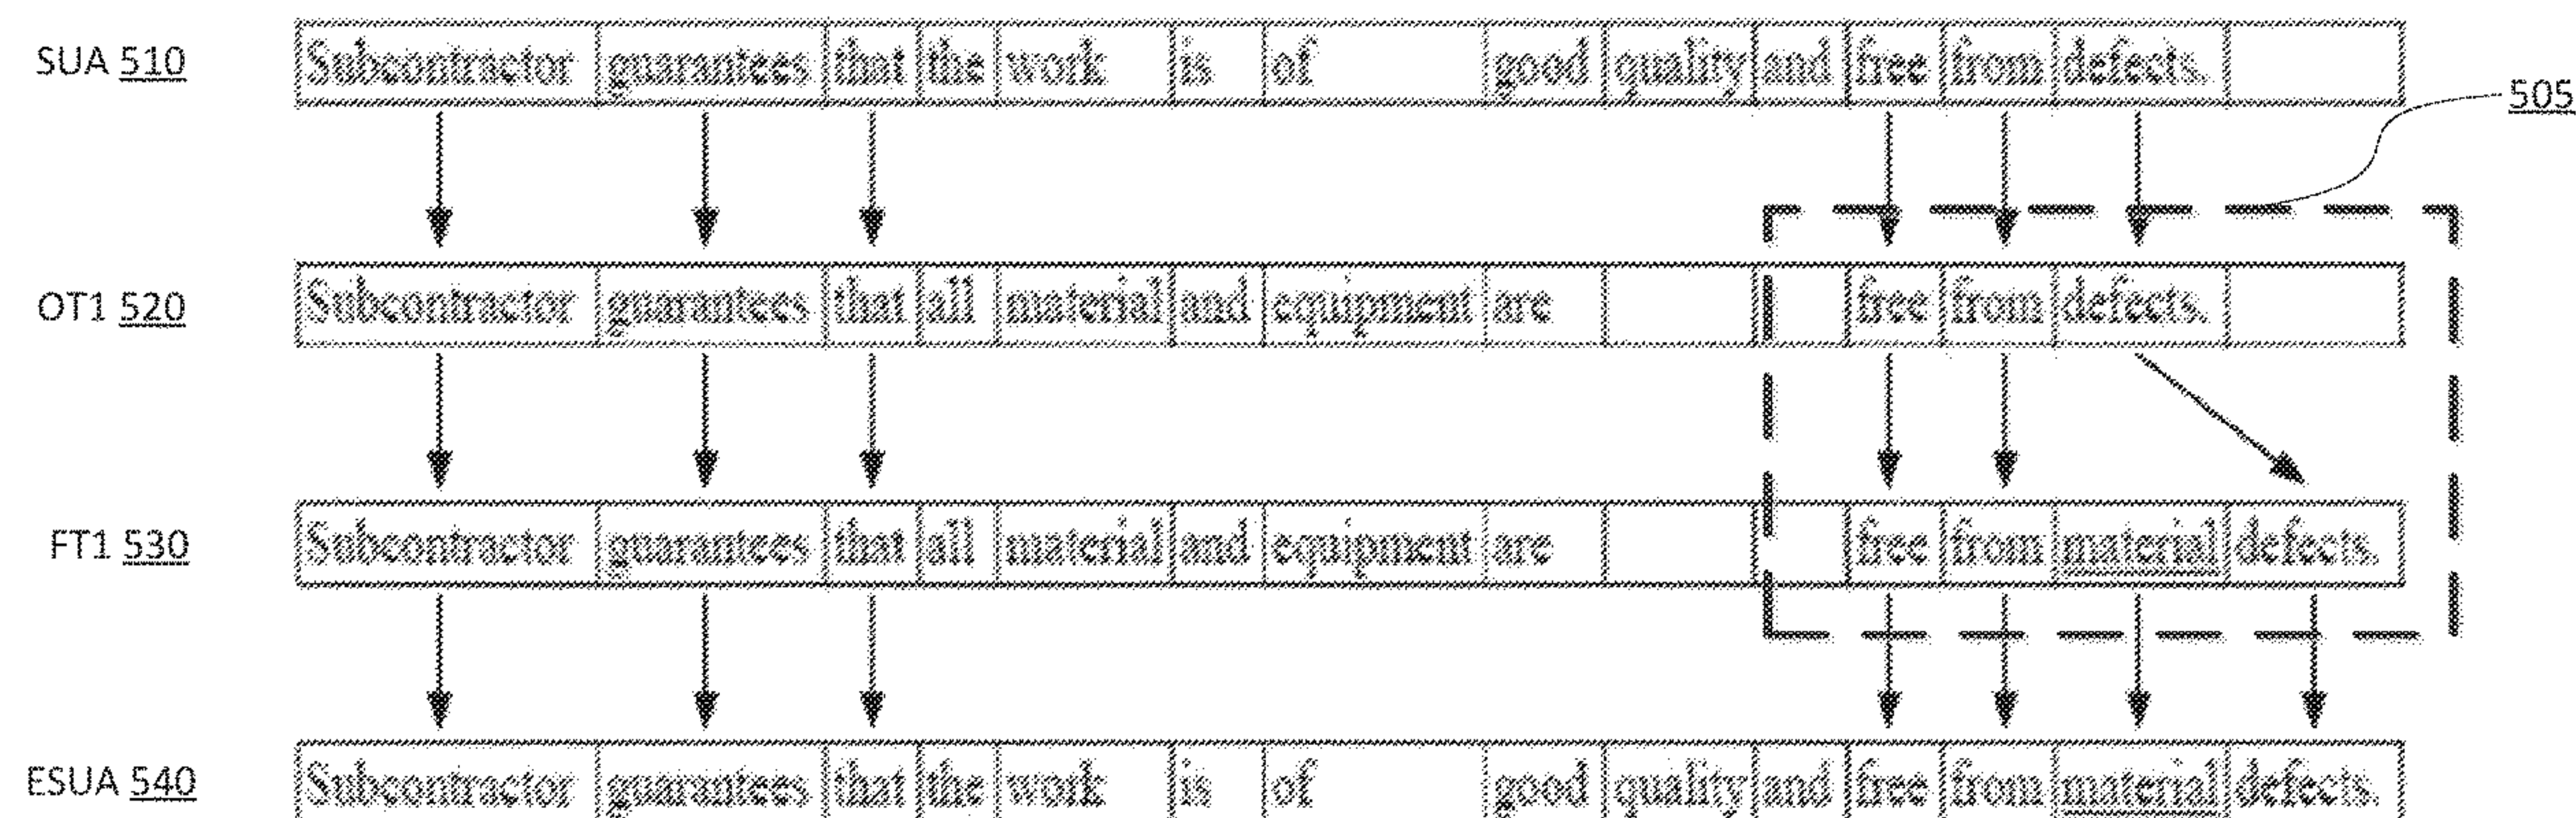 SUA 510 Subcontractor guarantees that the work is of good quality and free from defects.
505
OT1 520 Subcontractor guarantees that all material and equipment are free from defects.
FT1 530 Subcontractor guarantees that all material and equipment are free from material defects.
ESUA 540 Subcontractor guarantees that the work is of good quality and free from material defects.